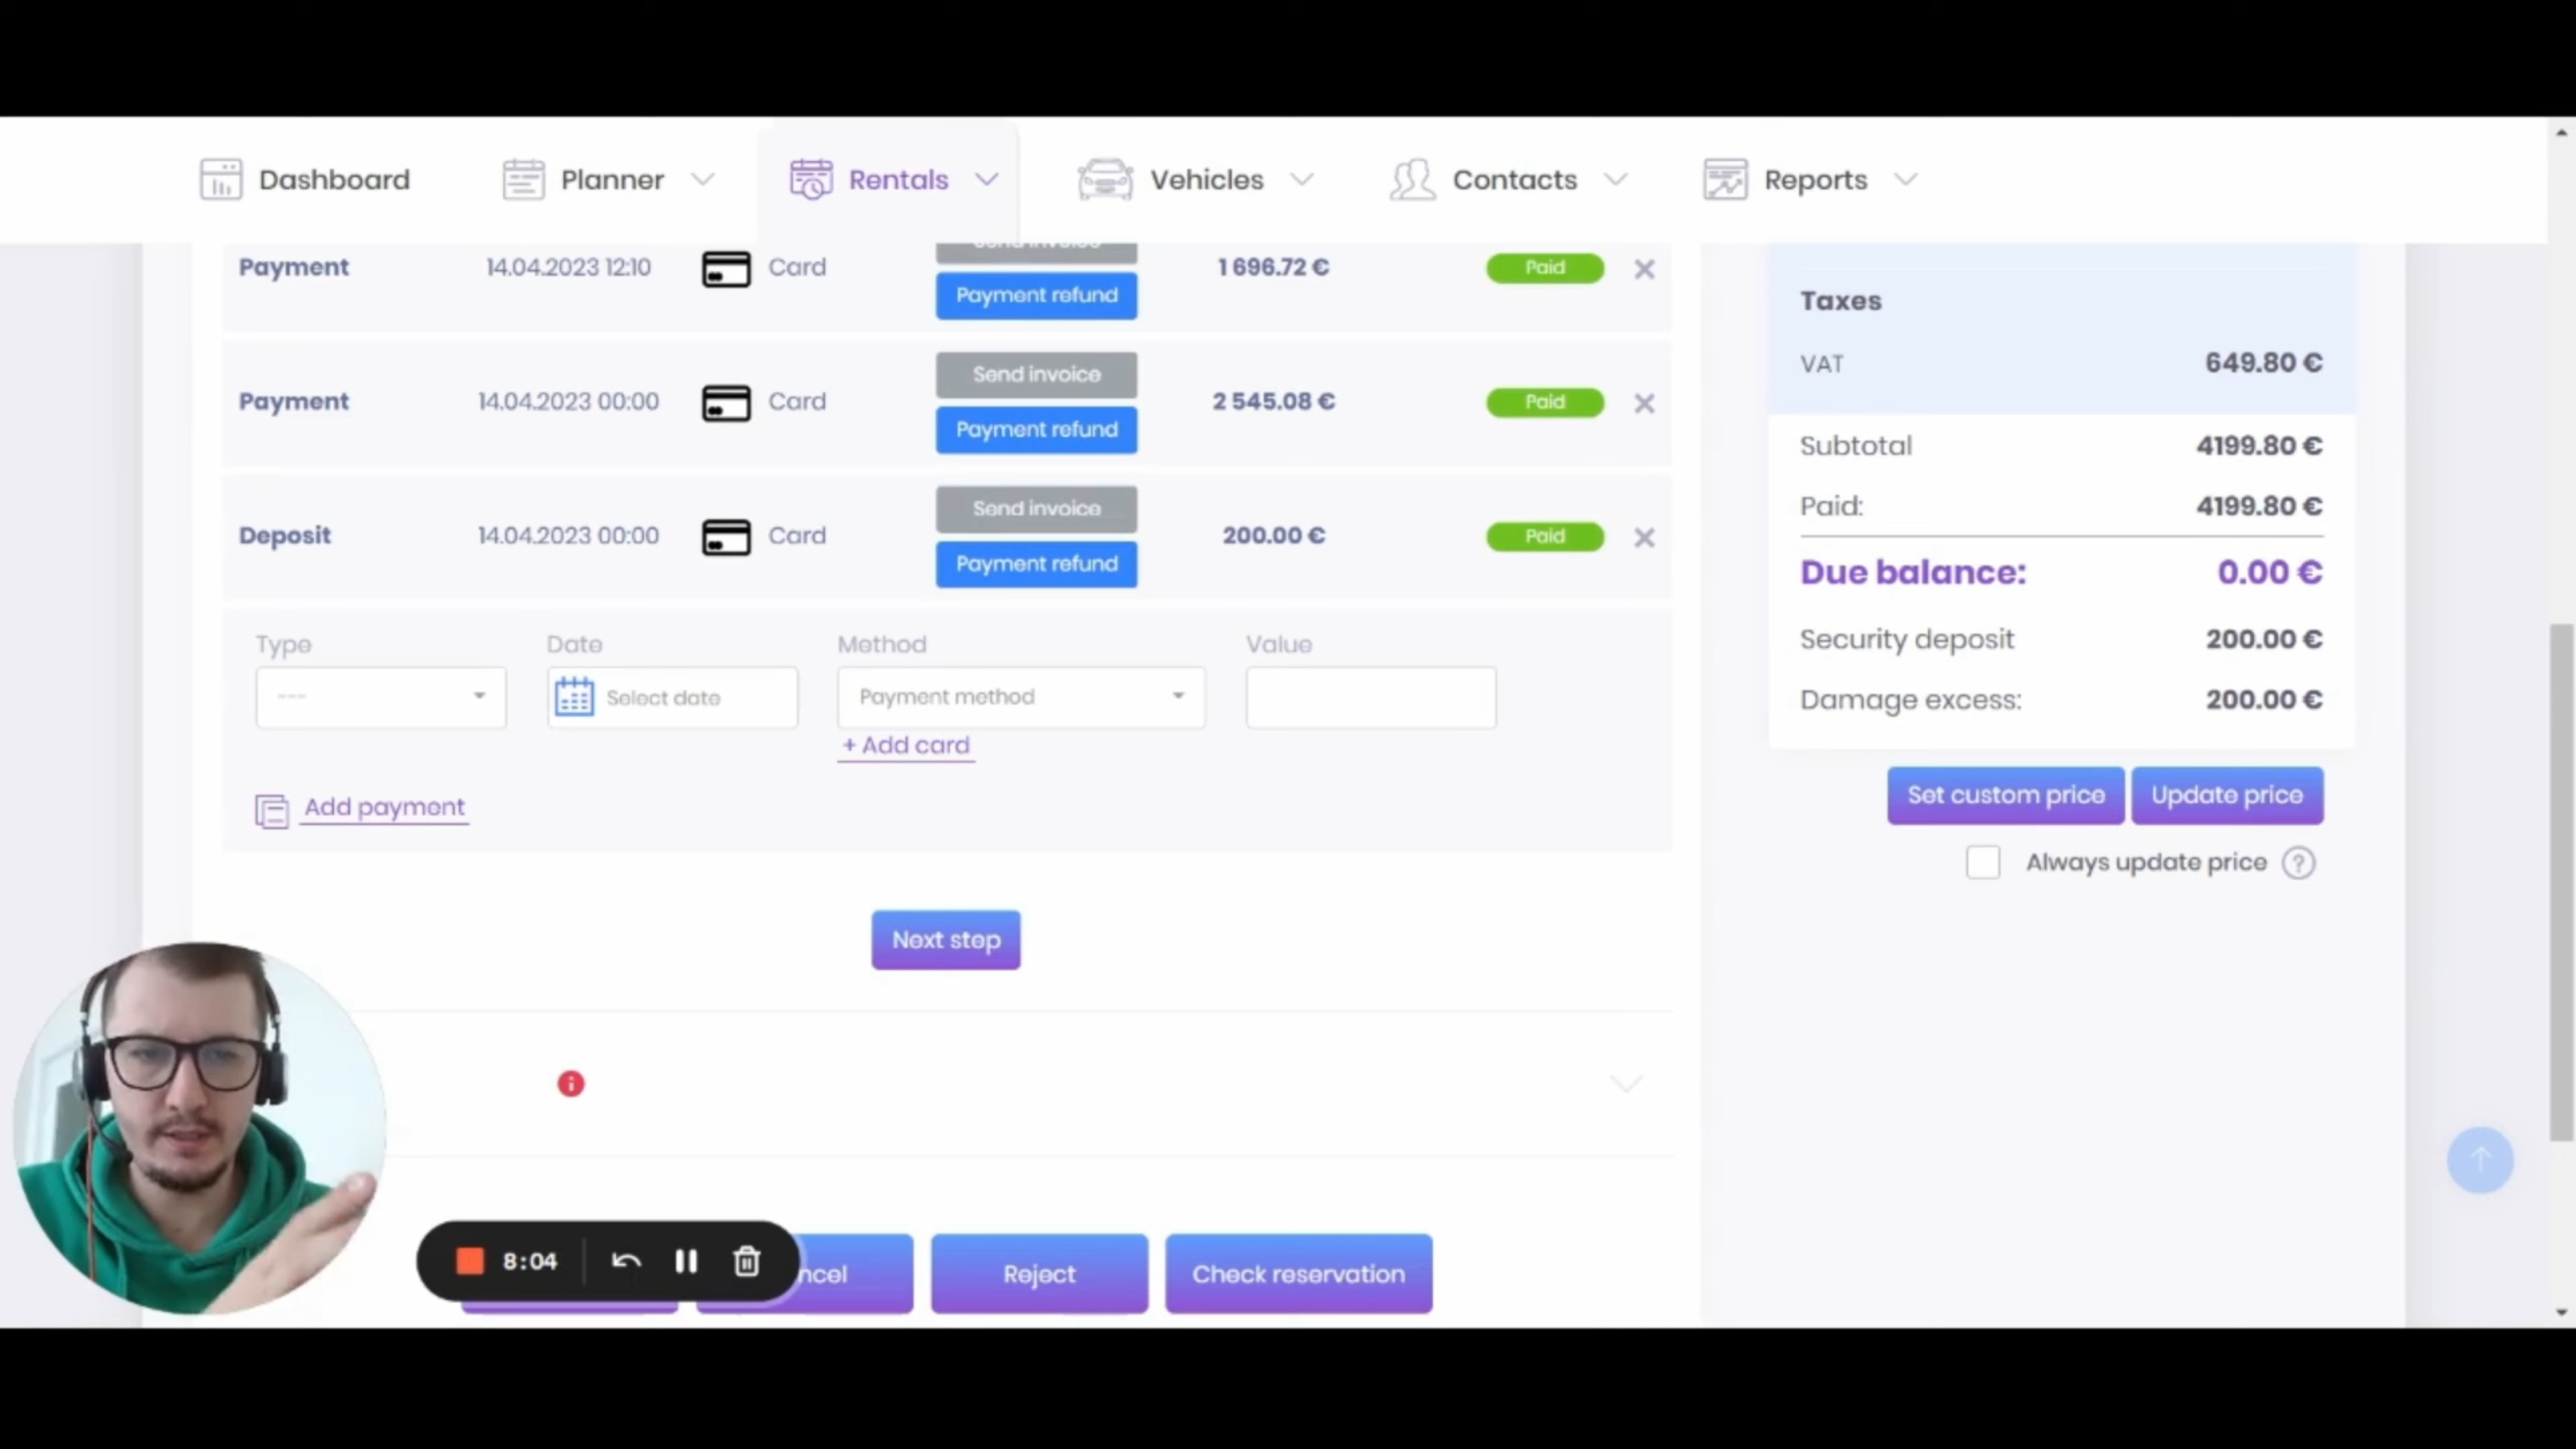 Dashboard Planner Rentals Vehicles Contacts Reports
Send invoice
Payment 14.04.2023 12:10 Card 1 696.72 € Paid
Payment refund
Send invoice
Payment 14.04.2023 00:00 Card 2 545.08 € Paid
Payment refund
Send invoice
Deposit 14.04.2023 00:00 Card 200.00 € Paid
Payment refund
Type Date Method Value
--- Select date Payment method
+ Add card
Add payment
Next step
Taxes
VAT 649.80 €
Subtotal 4199.80 €
Paid: 4199.80 €
Due balance: 0.00 €
Security deposit 200.00 €
Damage excess: 200.00 €
Set custom price Update price
Always update price ?
8:04 ncel Reject Check reservation